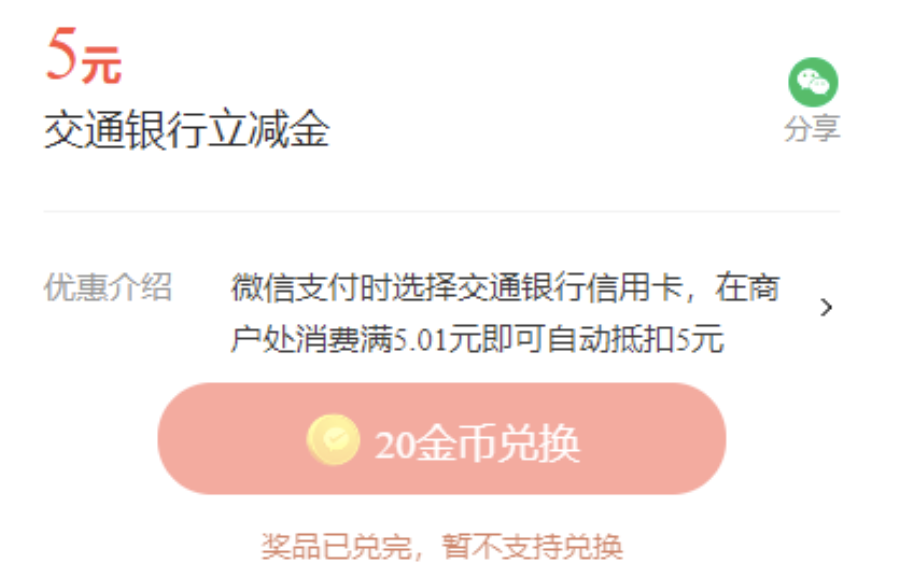 5元
交通银行立减金
分享
优惠介绍
微信支付时选择交通银行信用卡，在商
户处消费满5.01元即可自动抵扣5元
20金币兑换
奖品已兑完，暂不支持兑换